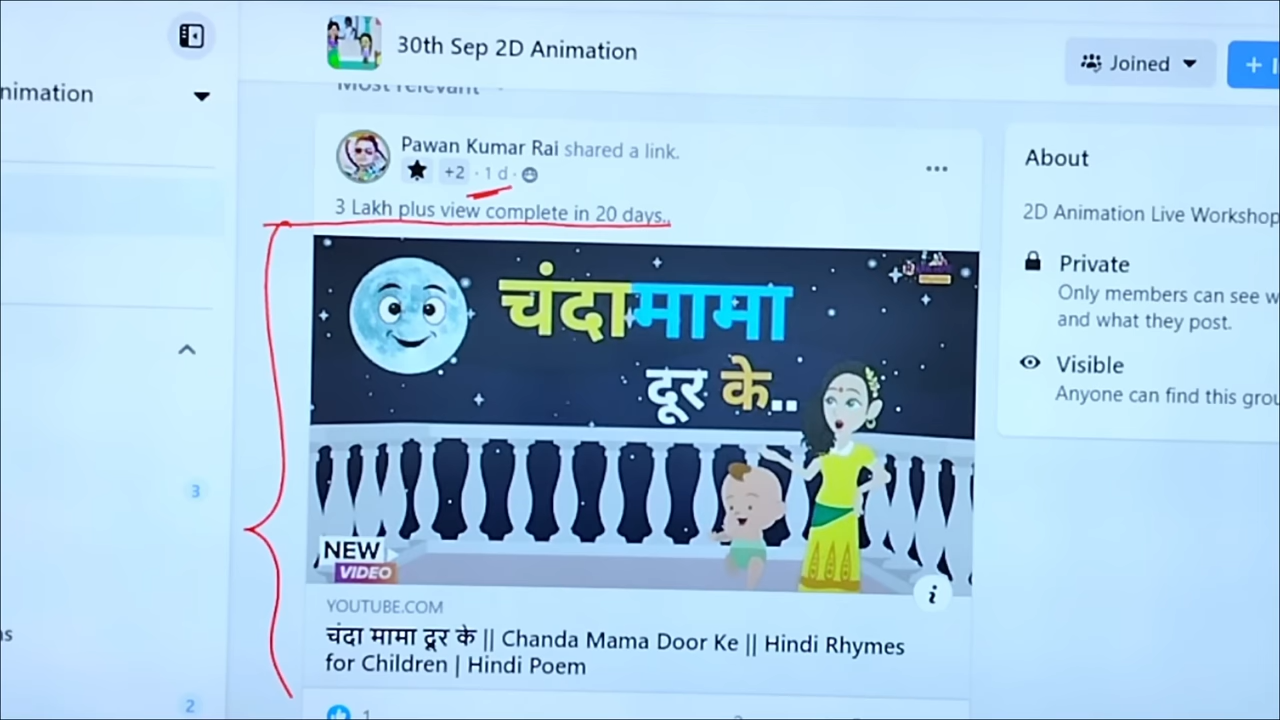 30th Sep 2D Animation
Joined
nimation
Most relevant
Pawan Kumar Rai shared a link.
+2 · 1 d ·
3 Lakh plus view complete in 20 days..
चंदामामा
दूर के..
NEW
VIDEO
YOUTUBE.COM
चंदा मामा दूर के || Chanda Mama Door Ke || Hindi Rhymes
for Children | Hindi Poem
1
About
2D Animation Live Workshop
Private
Only members can see w
and what they post.
Visible
Anyone can find this grou
3
2